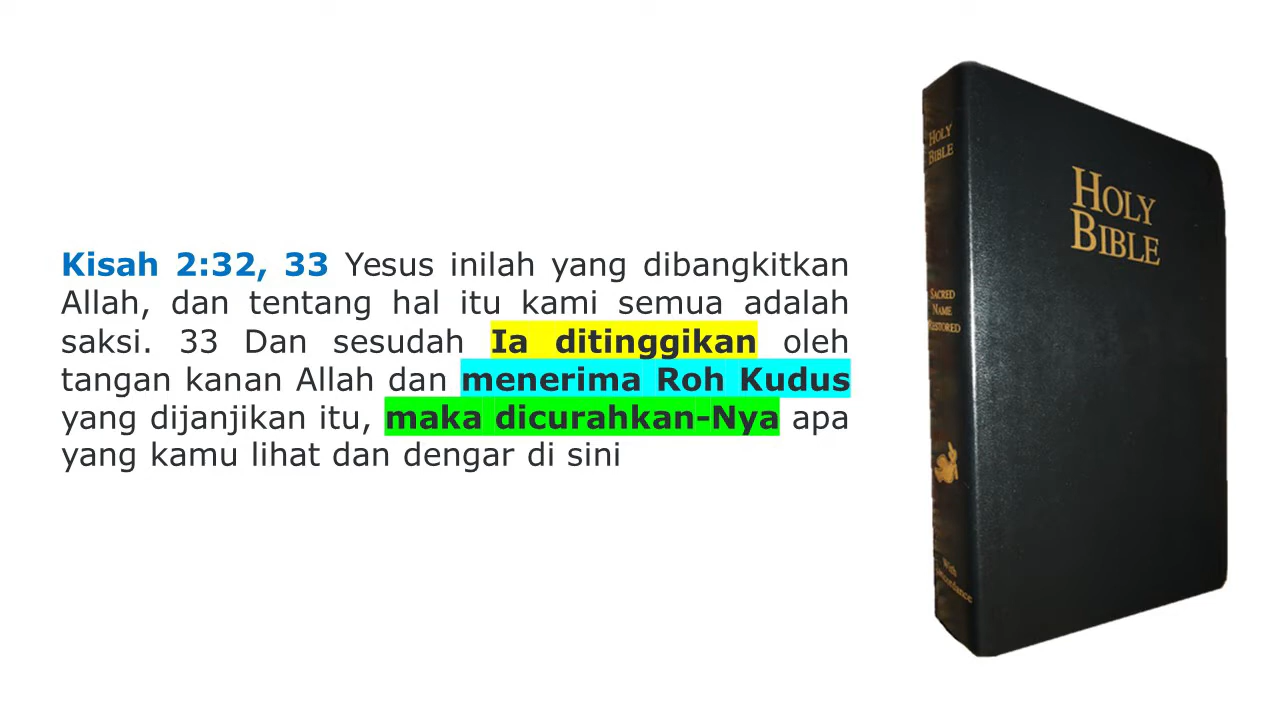 Kisah 2:32, 33 Yesus inilah yang dibangkitkan
Allah, dan tentang hal itu kami semua adalah
saksi. 33 Dan sesudah Ia ditinggikan oleh
tangan kanan Allah dan menerima Roh Kudus
yang dijanjikan itu, maka dicurahkan-Nya apa
yang kamu lihat dan dengar di sini
HOLY
BIBLE
HOLY
BIBLE
SACRED
NAME
RESTORED
With
Concordance